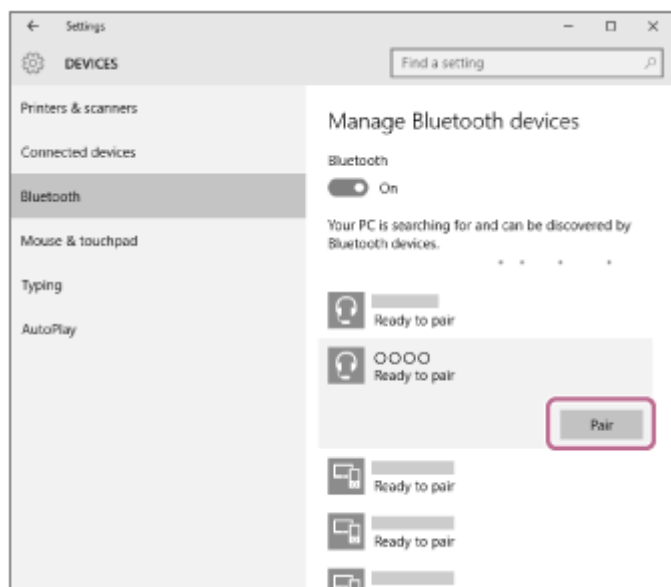 Settings
DEVICES
Find a setting
Printers & scanners
Connected devices
Bluetooth
Mouse & touchpad
Typing
AutoPlay
Manage Bluetooth devices
Bluetooth
On
Your PC is searching for and can be discovered by
Bluetooth devices.
Ready to pair
OOOO
Ready to pair
Pair
Ready to pair
Ready to pair